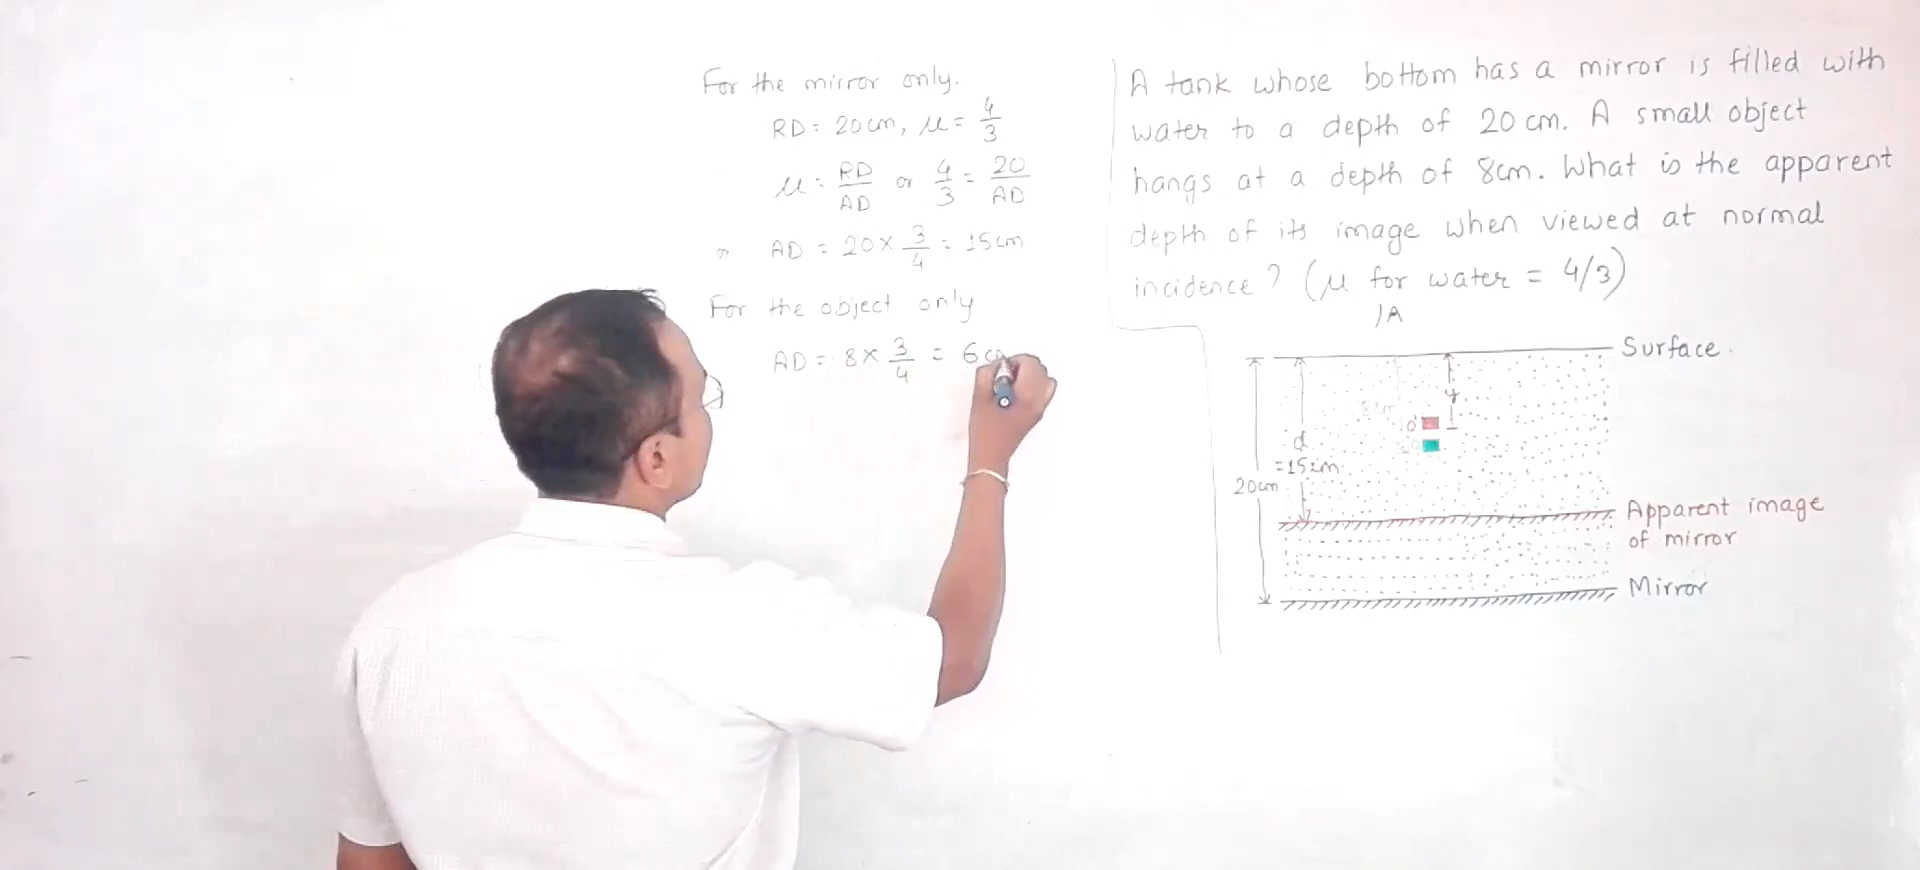 For the mirror only.
RD = 20 cm, μ = 4/3
μ = RD/AD or 4/3 = 20/AD
or AD = 20 × 3/4 = 15 cm
For the object only
AD = 8 × 3/4 = 6 c
A tank whose bottom has a mirror is filled with
water to a depth of 20 cm. A small object
hangs at a depth of 8cm. What is the apparent
depth of its image when viewed at normal
incidence? (μ for water = 4/3)
A
Surface.
y
O'
d
= 15 cm
20 cm
Apparent image
of mirror
Mirror